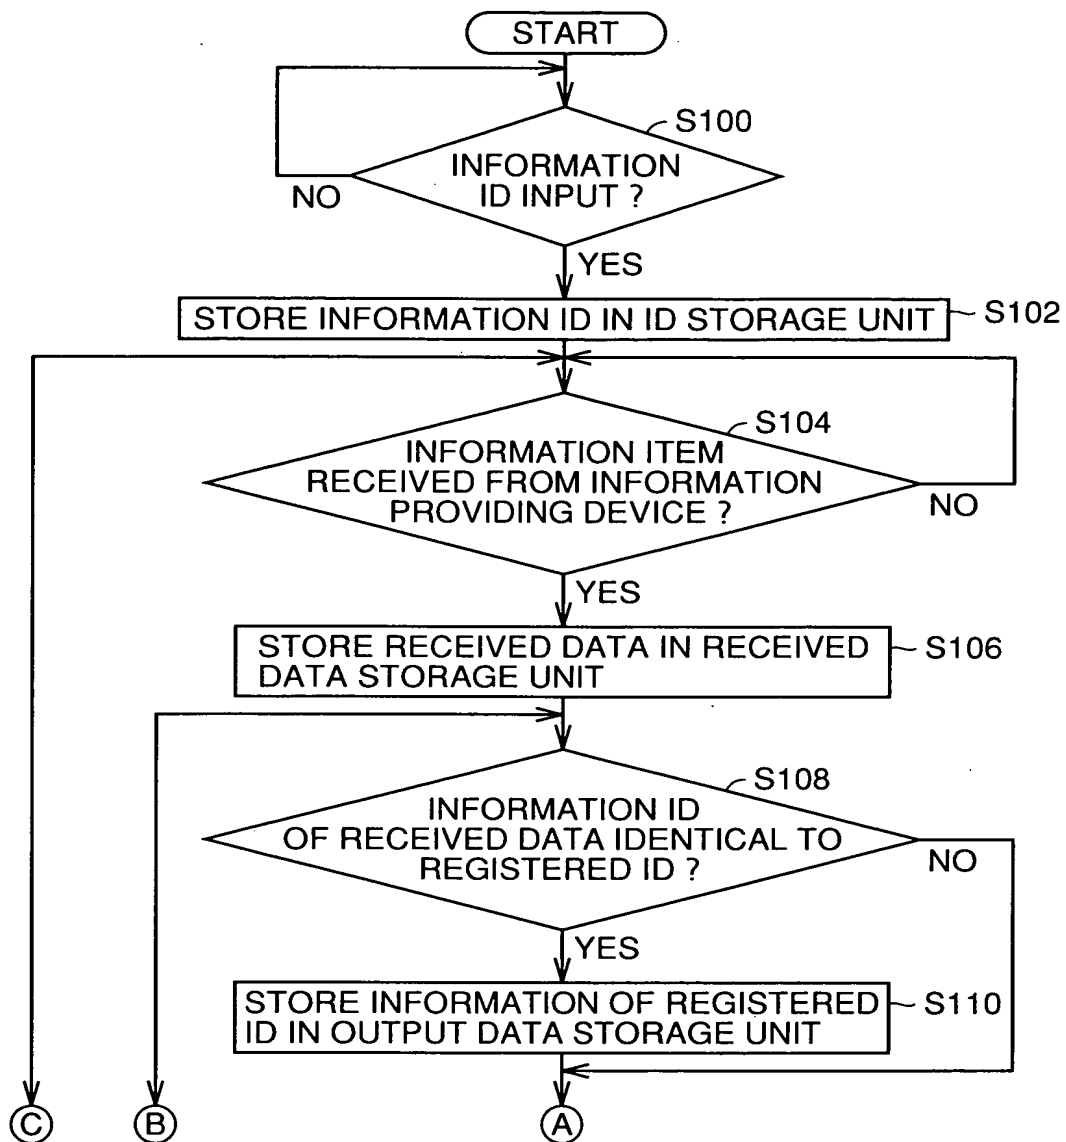 START
S100
INFORMATION
ID INPUT ?
NO
YES
STORE INFORMATION ID IN ID STORAGE UNIT
S102
S104
INFORMATION ITEM
RECEIVED FROM INFORMATION
PROVIDING DEVICE ?
NO
YES
STORE RECEIVED DATA IN RECEIVED
DATA STORAGE UNIT
S106
S108
INFORMATION ID
OF RECEIVED DATA IDENTICAL TO
REGISTERED ID ?
NO
YES
STORE INFORMATION OF REGISTERED
ID IN OUTPUT DATA STORAGE UNIT
S110
C
B
A